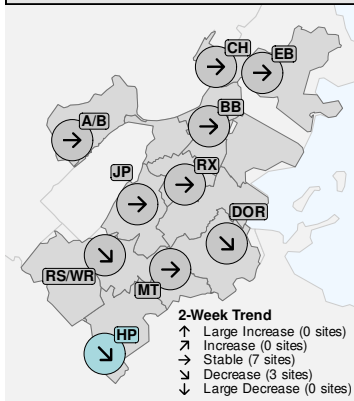 CH
EB
BB
A/B
RX
JP
DOR
RS/WR
MT
HP
2-Week Trend
↑ Large Increase (0 sites)
↗ Increase (0 sites)
→ Stable (7 sites)
↘ Decrease (3 sites)
↓ Large Decrease (0 sites)